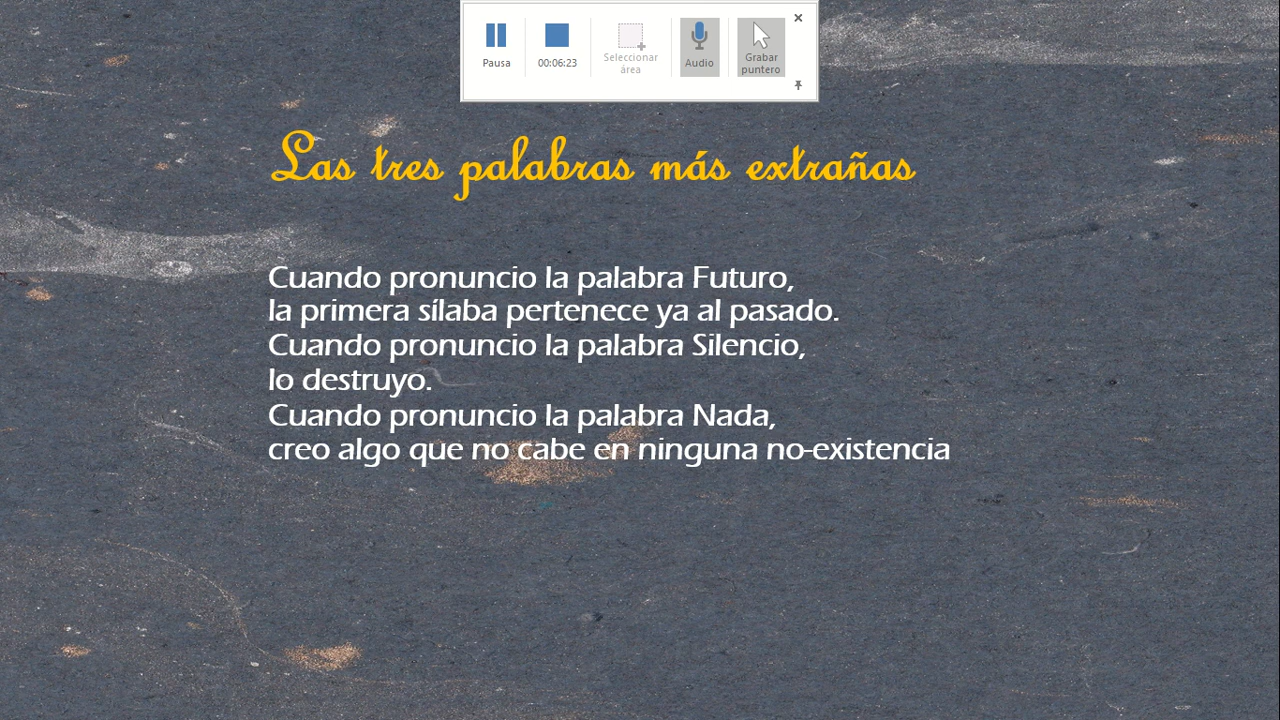 Pausa
00:06:23
Seleccionar
área
Audio
Grabar
puntero
Las tres palabras más extrañas
Cuando pronuncio la palabra Futuro,
la primera sílaba pertenece ya al pasado.
Cuando pronuncio la palabra Silencio,
lo destruyo.
Cuando pronuncio la palabra Nada,
creo algo que no cabe en ninguna no-existencia